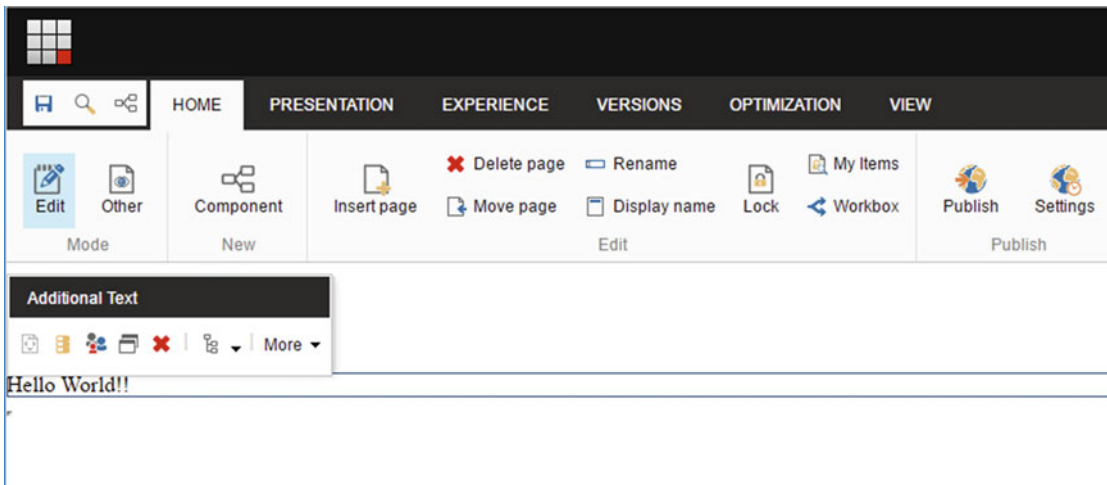 HOME PRESENTATION EXPERIENCE VERSIONS OPTIMIZATION VIEW
Delete page Rename My Items
Edit Other Component Insert page Move page Display name Lock Workbox Publish Settings
Mode New Edit Publish
Additional Text
More
Hello World!!